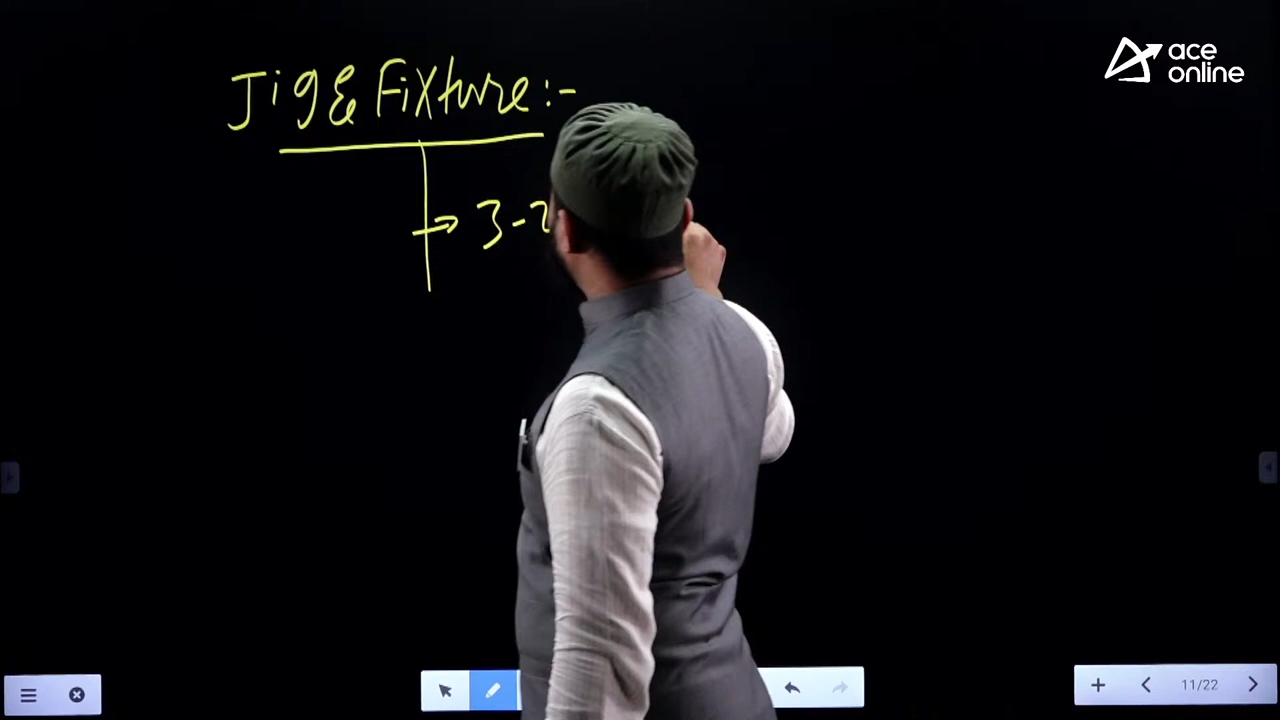 Jig & Fixture :-
→ 3-2
ace
online
11/22